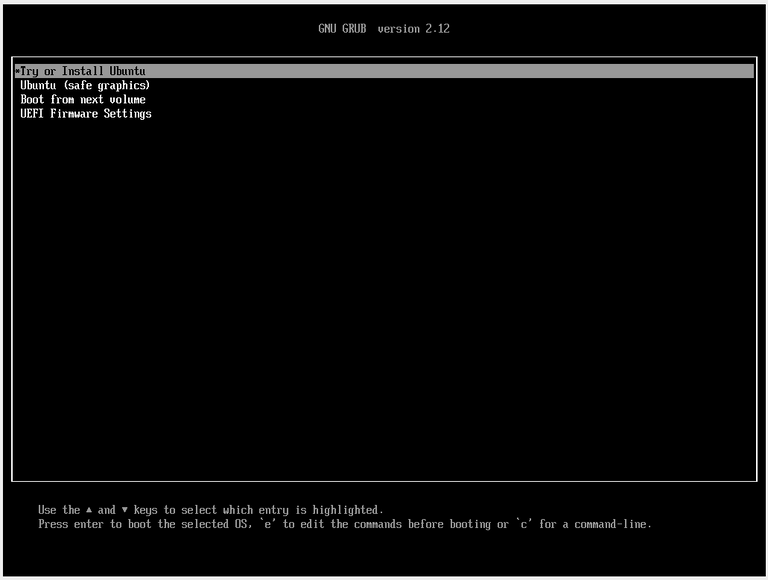 GNU GRUB  version 2.12
*Try or Install Ubuntu
Ubuntu (safe graphics)
Boot from next volume
UEFI Firmware Settings
Use the ▲ and ▼ keys to select which entry is highlighted.
Press enter to boot the selected OS, `e' to edit the commands before booting or `c' for a command-line.